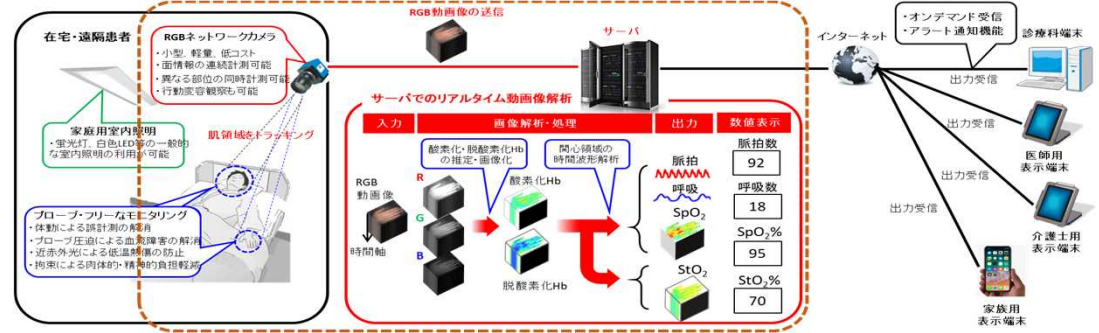 在宅・遠隔患者
RGBネットワークカメラ
・小型、軽量、低コスト
・面情報の連続計測可能
・異なる部位の同時計測可能
・行動変容観察も可能
家庭用室内照明
・蛍光灯、白色LED等の一般的
な室内照明の利用が可能
肌領域をトラッキング
プローブ・フリーなモニタリング
・体動による誤計測の解消
・プローブ圧迫による血流障害の解消
・近赤外光による低温熱傷の防止
・拘束による肉体的・精神的負担軽減
RGB動画像の送信
サーバ
サーバでのリアルタイム動画像解析
入力
画像解析・処理
出力
数値表示
酸素化・脱酸素化Hb
の推定・画像化
関心領域の
時間波形解析
RGB
動画像
時間軸
R
G
B
酸素化Hb
脱酸素化Hb
脈拍
呼吸
SpO₂
StO₂
脈拍数
92
呼吸数
18
SpO₂%
95
StO₂%
70
インターネット
・オンデマンド受信
・アラート通知機能
診療科端末
出力受信
出力受信
医師用
表示端末
出力受信
介護士用
表示端末
出力受信
家族用
表示端末